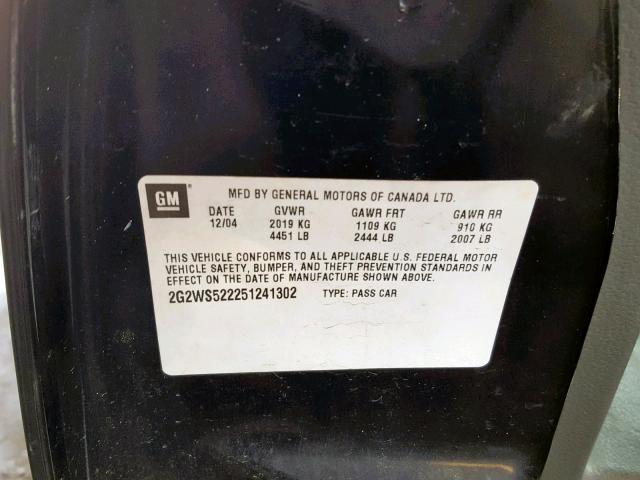 GM
MFD BY GENERAL MOTORS OF CANADA LTD.
DATE GVWR GAWR FRT GAWR RR
12/04 2019 KG 1109 KG 910 KG
4451 LB 2444 LB 2007 LB
THIS VEHICLE CONFORMS TO ALL APPLICABLE U.S. FEDERAL MOTOR
VEHICLE SAFETY, BUMPER, AND THEFT PREVENTION STANDARDS IN
EFFECT ON THE DATE OF MANUFACTURE SHOWN ABOVE.
2G2WS522251241302 TYPE: PASS CAR